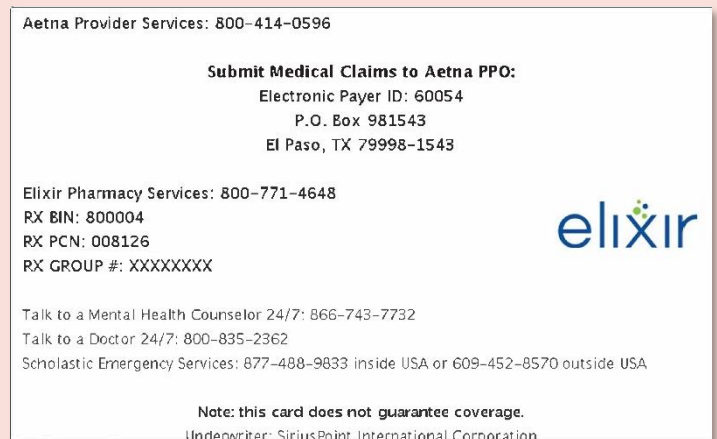 Aetna Provider Services: 800-414-0596
Submit Medical Claims to Aetna PPO:
Electronic Payer ID: 60054
P.O. Box 981543
El Paso, TX 79998-1543
Elixir Pharmacy Services: 800-771-4648
RX BIN: 800004
RX PCN: 008126
RX GROUP #: XXXXXXXX
elixir
Talk to a Mental Health Counselor 24/7: 866-743-7732
Talk to a Doctor 24/7: 800-835-2362
Scholastic Emergency Services: 877-488-9833 inside USA or 609-452-8570 outside USA
Note: this card does not guarantee coverage.
Underwriter: SiriusPoint International Corporation